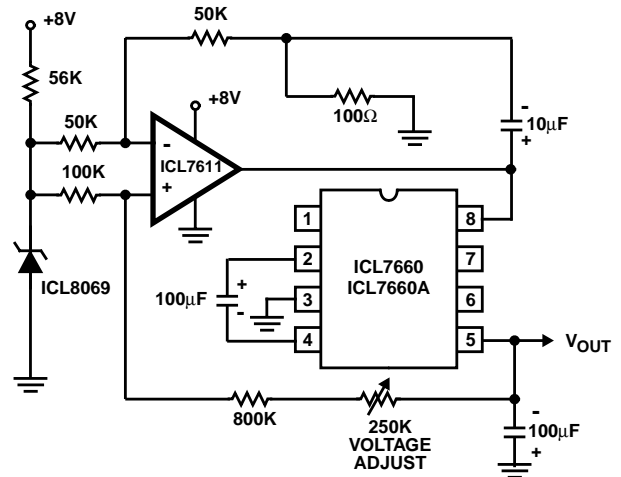 +8V
50K
56K
+8V
50K
100Ω
-
10µF
+
100K
-
ICL7611
+
ICL8069
1
8
2
ICL7660
ICL7660A
7
+
100µF
-
3
6
4
5
VOUT
800K
250K
VOLTAGE
ADJUST
-
100µF
+